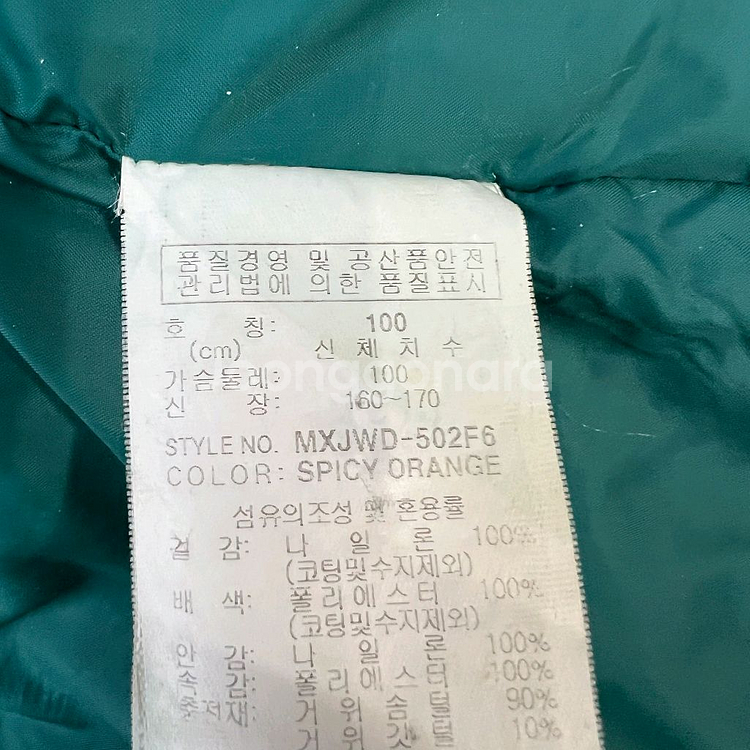 품질경영 및 공산품안전
관리법에 의한 품질표시
호 칭: 100
(cm) 신 체 치 수
가슴둘레: 100
신 장: 160~170
STYLE NO. MXJWD-502F6
COLOR: SPICY ORANGE
섬유의조성 및 혼용률
겉 감: 나 일 론 100%
(코팅및수지제외)
배 색: 폴리에스터 100%
(코팅및수지제외)
안 감: 나 일 론 100%
속 감: 폴리에스터 100%
충전재: 거 위 솜 털 90%
거 위 깃 털 10%